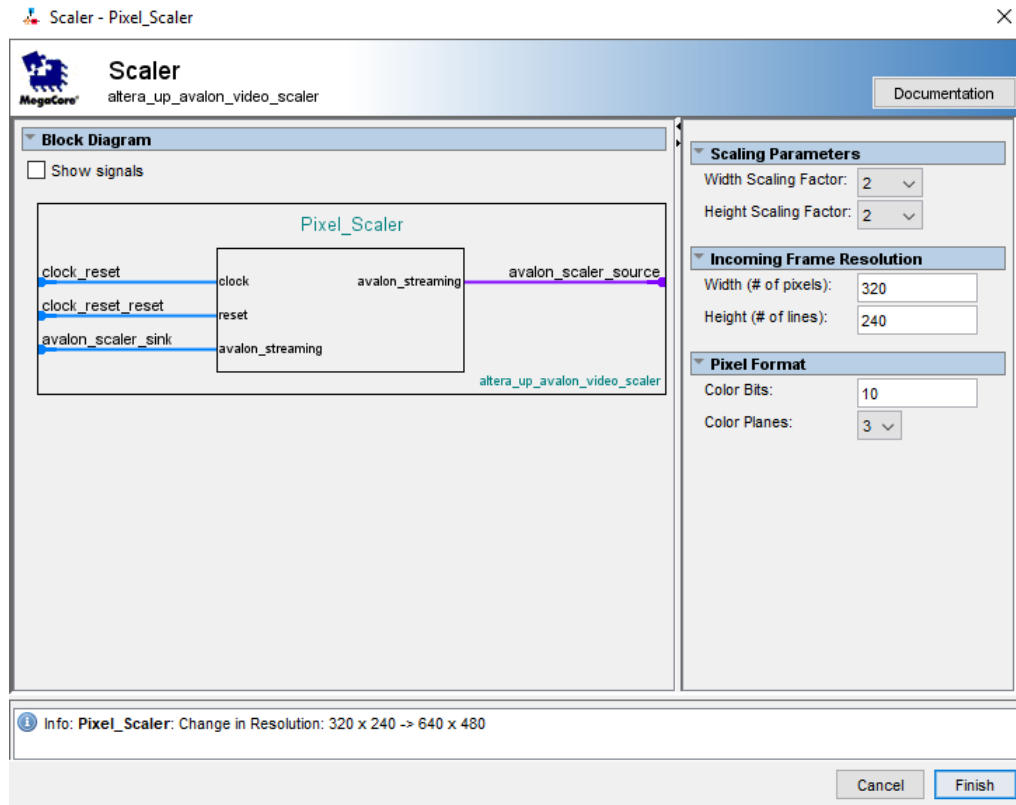 Scaler - Pixel_Scaler
MegaCore®
Scaler
altera_up_avalon_video_scaler
Documentation
Block Diagram
Show signals
Pixel_Scaler
clock_reset
clock
avalon_streaming
avalon_scaler_source
clock_reset_reset
reset
avalon_scaler_sink
avalon_streaming
altera_up_avalon_video_scaler
Scaling Parameters
Width Scaling Factor: 2
Height Scaling Factor: 2
Incoming Frame Resolution
Width (# of pixels): 320
Height (# of lines): 240
Pixel Format
Color Bits: 10
Color Planes: 3
Info: Pixel_Scaler: Change in Resolution: 320 x 240 -> 640 x 480
Cancel
Finish